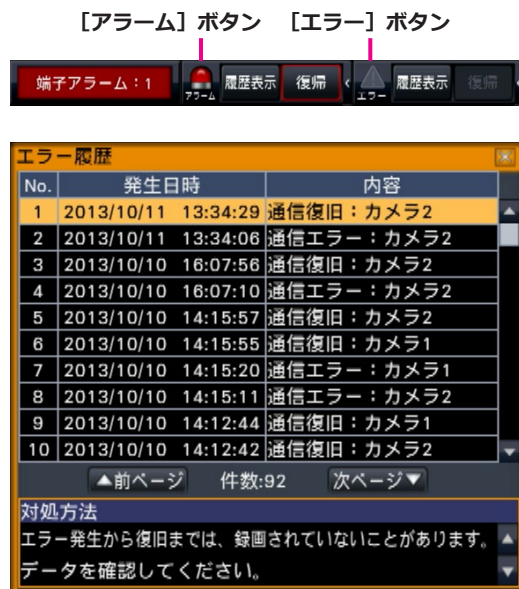 ［アラーム］ボタン ［エラー］ボタン
端子アラーム：1 アラーム 履歴表示 復帰 エラー 履歴表示 復帰
エラー履歴
No. 発生日時 内容
1 2013/10/11 13:34:29 通信復旧：カメラ2
2 2013/10/11 13:34:06 通信エラー：カメラ2
3 2013/10/10 16:07:56 通信復旧：カメラ2
4 2013/10/10 16:07:10 通信エラー：カメラ2
5 2013/10/10 14:15:57 通信復旧：カメラ2
6 2013/10/10 14:15:55 通信復旧：カメラ1
7 2013/10/10 14:15:20 通信エラー：カメラ1
8 2013/10/10 14:15:11 通信エラー：カメラ2
9 2013/10/10 14:12:44 通信復旧：カメラ1
10 2013/10/10 14:12:42 通信復旧：カメラ2
▲前ページ 件数:92 次ページ▼
対処方法
エラー発生から復旧までは、録画されていないことがあります。
データを確認してください。